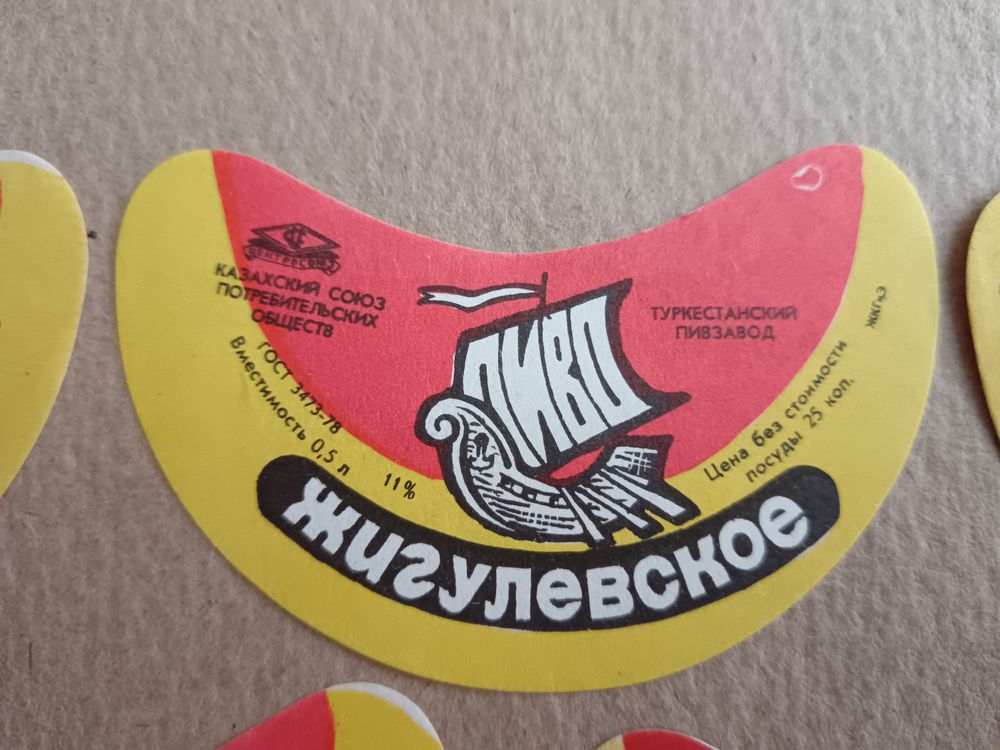 ЦЕНТРОСОЮЗ
КАЗАХСКИЙ СОЮЗ
ПОТРЕБИТЕЛЬСКИХ
ОБЩЕСТВ
ГОСТ 3473-78
Вместимость 0,5 л
11%
ПИВО
ТУРКЕСТАНСКИЙ
ПИВЗАВОД
Цена без стоимости
посуды 25 коп.
жигулевское